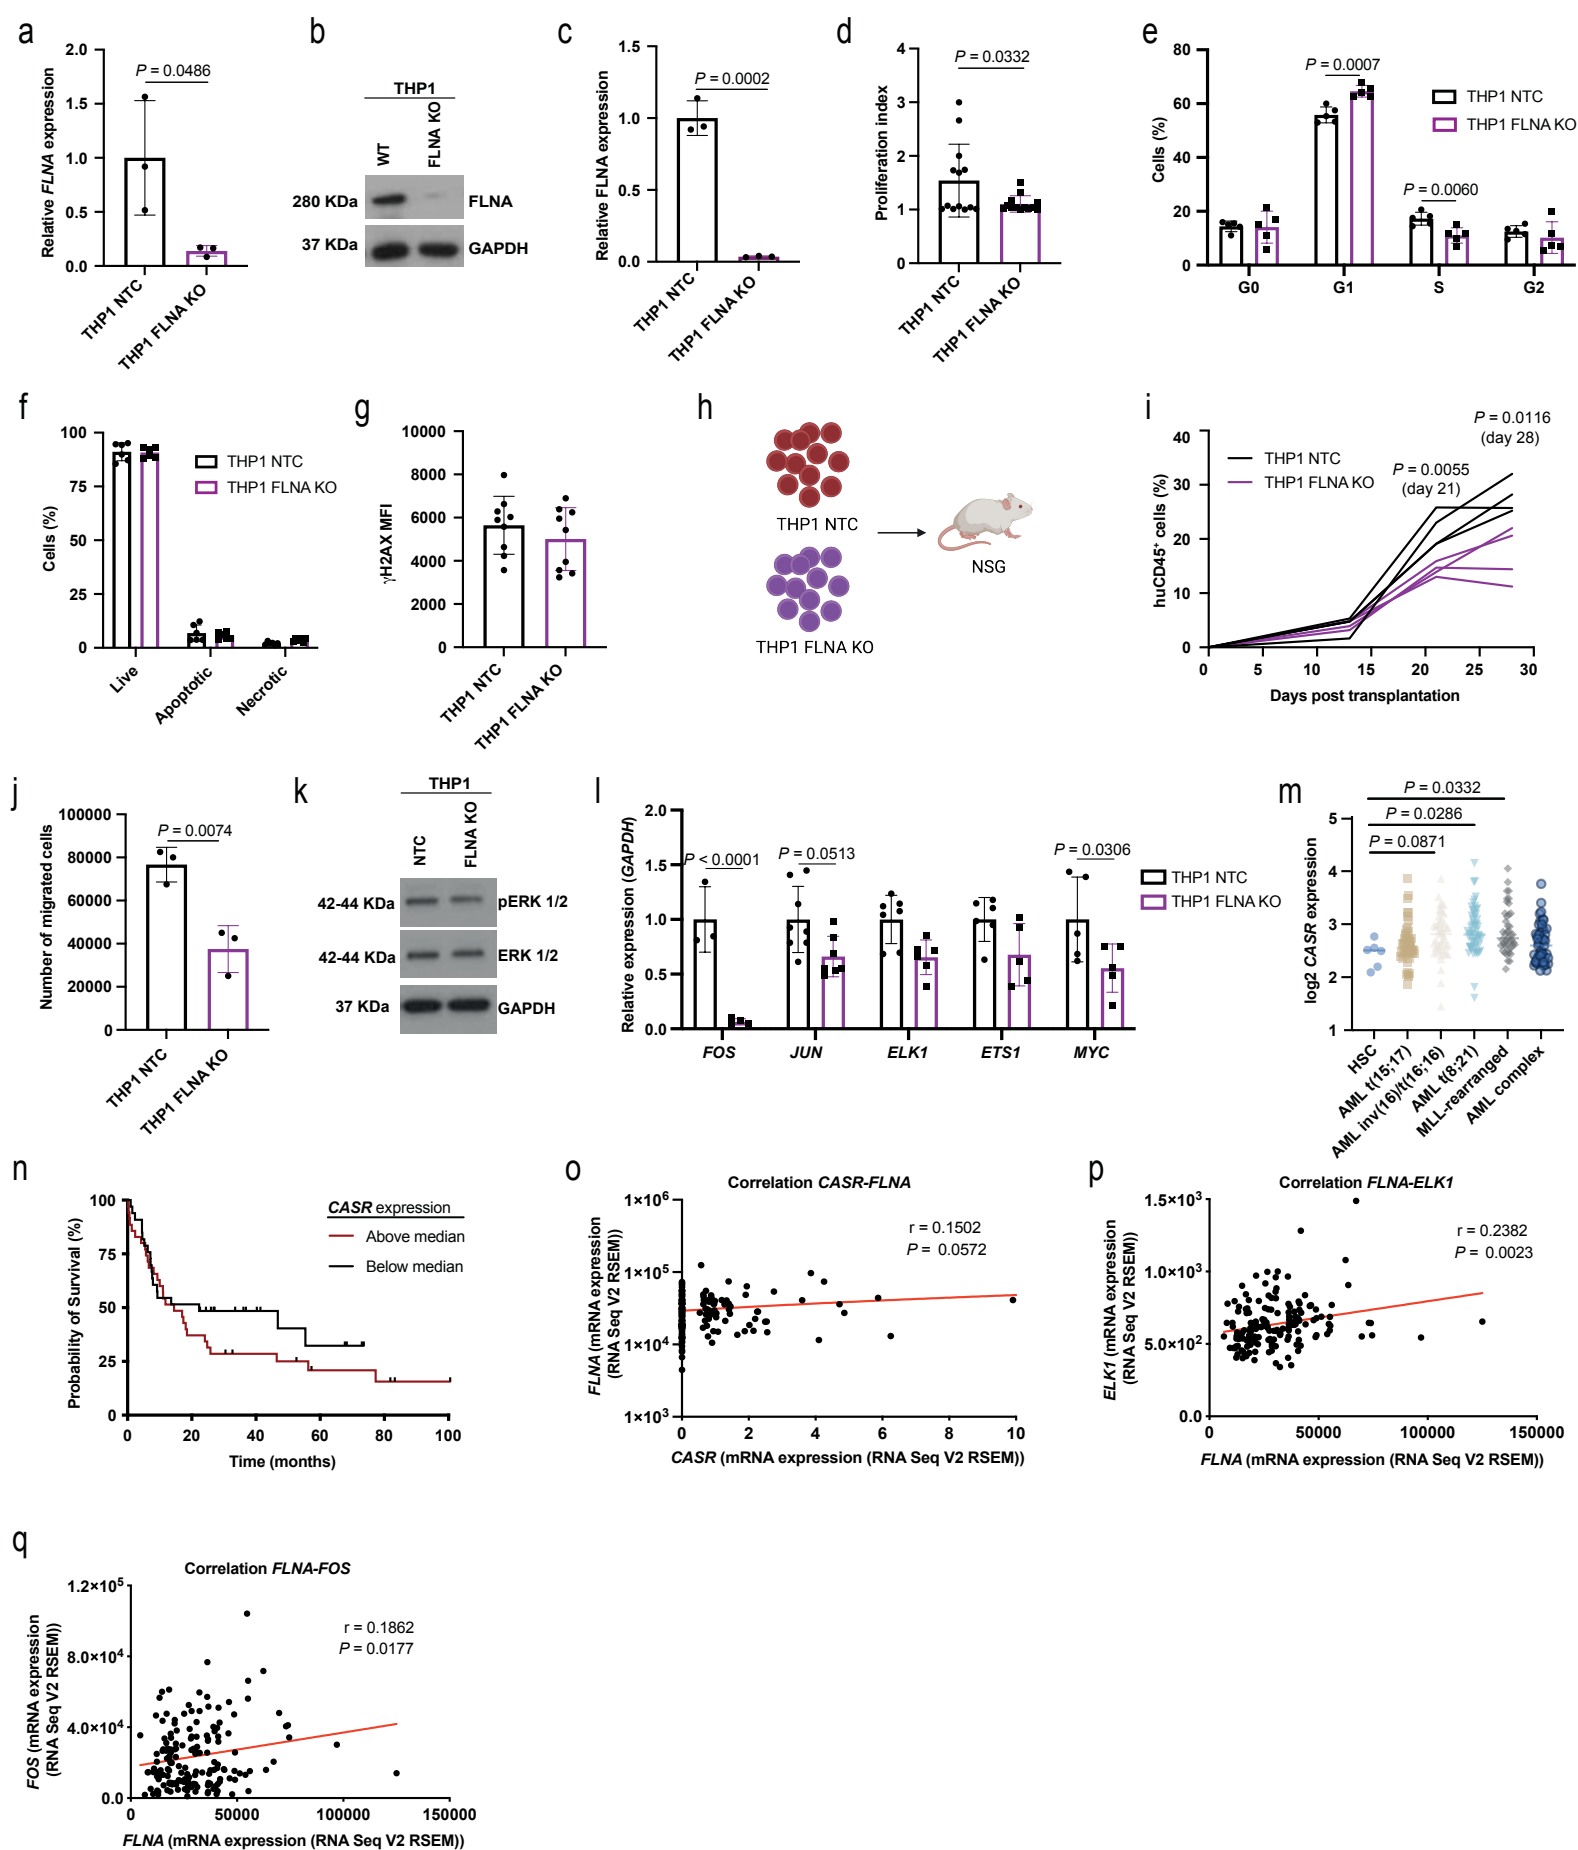 a
Relative FLNA expression
2.0
1.5
1.0
0.5
0.0
P = 0.0486
THP1 NTC
THP1 FLNA KO
b
THP1
WT
FLNA KO
280 KDa
FLNA
37 KDa
GAPDH
c
Relative FLNA expression
1.5
1.0
0.5
0.0
P = 0.0002
THP1 NTC
THP1 FLNA KO
d
Proliferation index
4
3
2
1
0
P = 0.0332
THP1 NTC
THP1 FLNA KO
e
Cells (%)
80
60
40
20
0
P = 0.0007
P = 0.0060
THP1 NTC
THP1 FLNA KO
G0
G1
S
G2
f
Cells (%)
100
75
50
25
0
THP1 NTC
THP1 FLNA KO
Live
Apoptotic
Necrotic
g
γH2AX MFI
10000
8000
6000
4000
2000
0
THP1 NTC
THP1 FLNA KO
h
THP1 NTC
THP1 FLNA KO
NSG
i
huCD45+ cells (%)
40
30
20
10
0
THP1 NTC
THP1 FLNA KO
P = 0.0055
(day 21)
P = 0.0116
(day 28)
0 5 10 15 20 25 30
Days post transplantation
j
Number of migrated cells
100000
80000
60000
40000
20000
0
P = 0.0074
THP1 NTC
THP1 FLNA KO
k
THP1
NTC
FLNA KO
42-44 KDa
pERK 1/2
42-44 KDa
ERK 1/2
37 KDa
GAPDH
l
Relative expression (GAPDH)
2.0
1.5
1.0
0.5
0.0
P < 0.0001
P = 0.0513
P = 0.0306
THP1 NTC
THP1 FLNA KO
FOS
JUN
ELK1
ETS1
MYC
m
log2 CASR expression
5
4
3
2
1
P = 0.0332
P = 0.0286
P = 0.0871
HSC
AML t(15;17)
AML inv(16)/t(16;16)
AML t(8;21)
MLL-rearranged
AML complex
n
Probability of Survival (%)
100
75
50
25
0
CASR expression
Above median
Below median
0 20 40 60 80 100
Time (months)
o
Correlation CASR-FLNA
FLNA (mRNA expression
(RNA Seq V2 RSEM))
1×10⁶
1×10⁵
1×10⁴
1×10³
r = 0.1502
P = 0.0572
0 2 4 6 8 10
CASR (mRNA expression (RNA Seq V2 RSEM))
p
Correlation FLNA-ELK1
ELK1 (mRNA expression
(RNA Seq V2 RSEM))
1.5×10³
1.0×10³
5.0×10²
0.0
r = 0.2382
P = 0.0023
0 50000 100000 150000
FLNA (mRNA expression (RNA Seq V2 RSEM))
q
Correlation FLNA-FOS
FOS (mRNA expression
(RNA Seq V2 RSEM))
1.2×10⁵
8.0×10⁴
4.0×10⁴
0.0
r = 0.1862
P = 0.0177
0 50000 100000 150000
FLNA (mRNA expression (RNA Seq V2 RSEM))